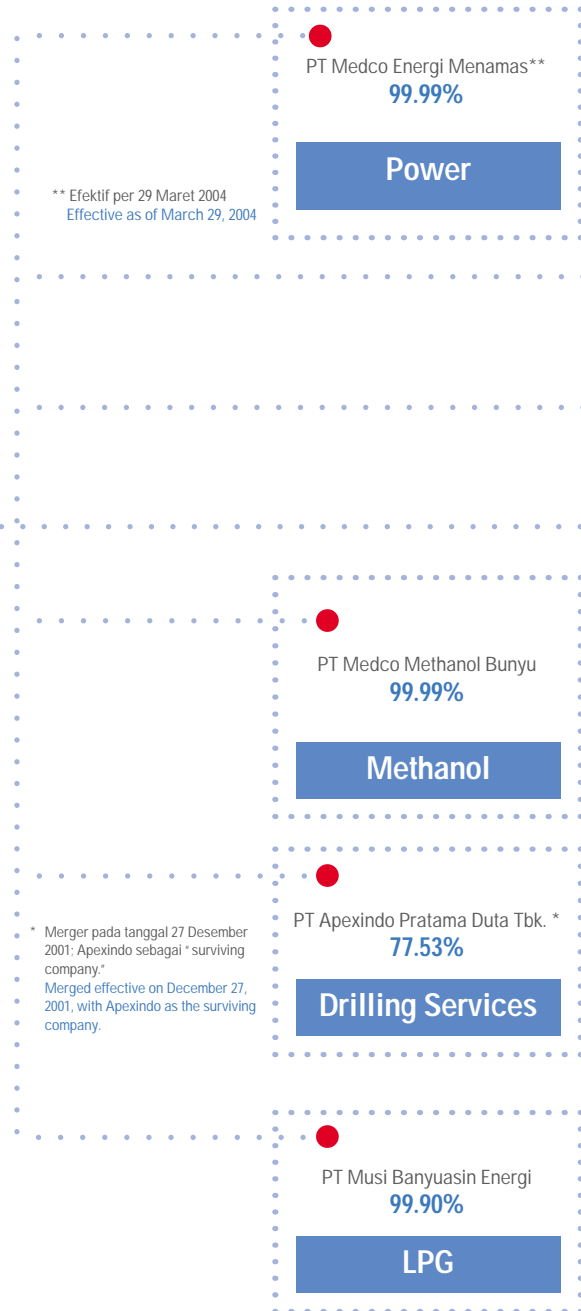 PT Medco Energi Menamas**
99.99%
Power
** Efektif per 29 Maret 2004
Effective as of March 29, 2004
PT Medco Methanol Bunyu
99.99%
Methanol
PT Apexindo Pratama Duta Tbk. *
77.53%
Drilling Services
* Merger pada tanggal 27 Desember
2001; Apexindo sebagai “ surviving
company.”
Merged effective on December 27,
2001, with Apexindo as the surviving
company.
PT Musi Banyuasin Energi
99.90%
LPG